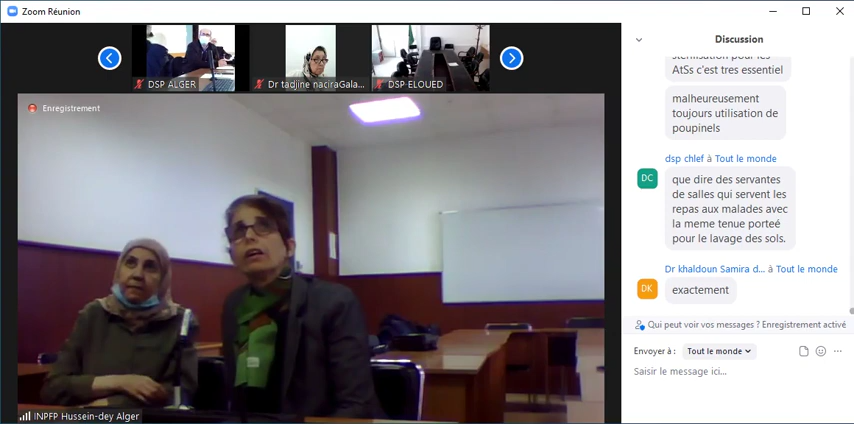 Zoom Réunion
Discussion
DSP ALGER
Dr tadjine naciraGala...
DSP ELOUED
Enregistrement
INPFP Hussein-dey Alger
stérilisation pour les
AtSs c'est tres essentiel
malheureusement
toujours utilisation de
poupinels
dsp chlef à Tout le monde
DC
que dire des servantes
de salles qui servent les
repas aux malades avec
la meme tenue porteé
pour le lavage des sols.
Dr khaldoun Samira d... à Tout le monde
DK
exactement
Qui peut voir vos messages ? Enregistrement activé
Envoyer à : Tout le monde
Saisir le message ici...